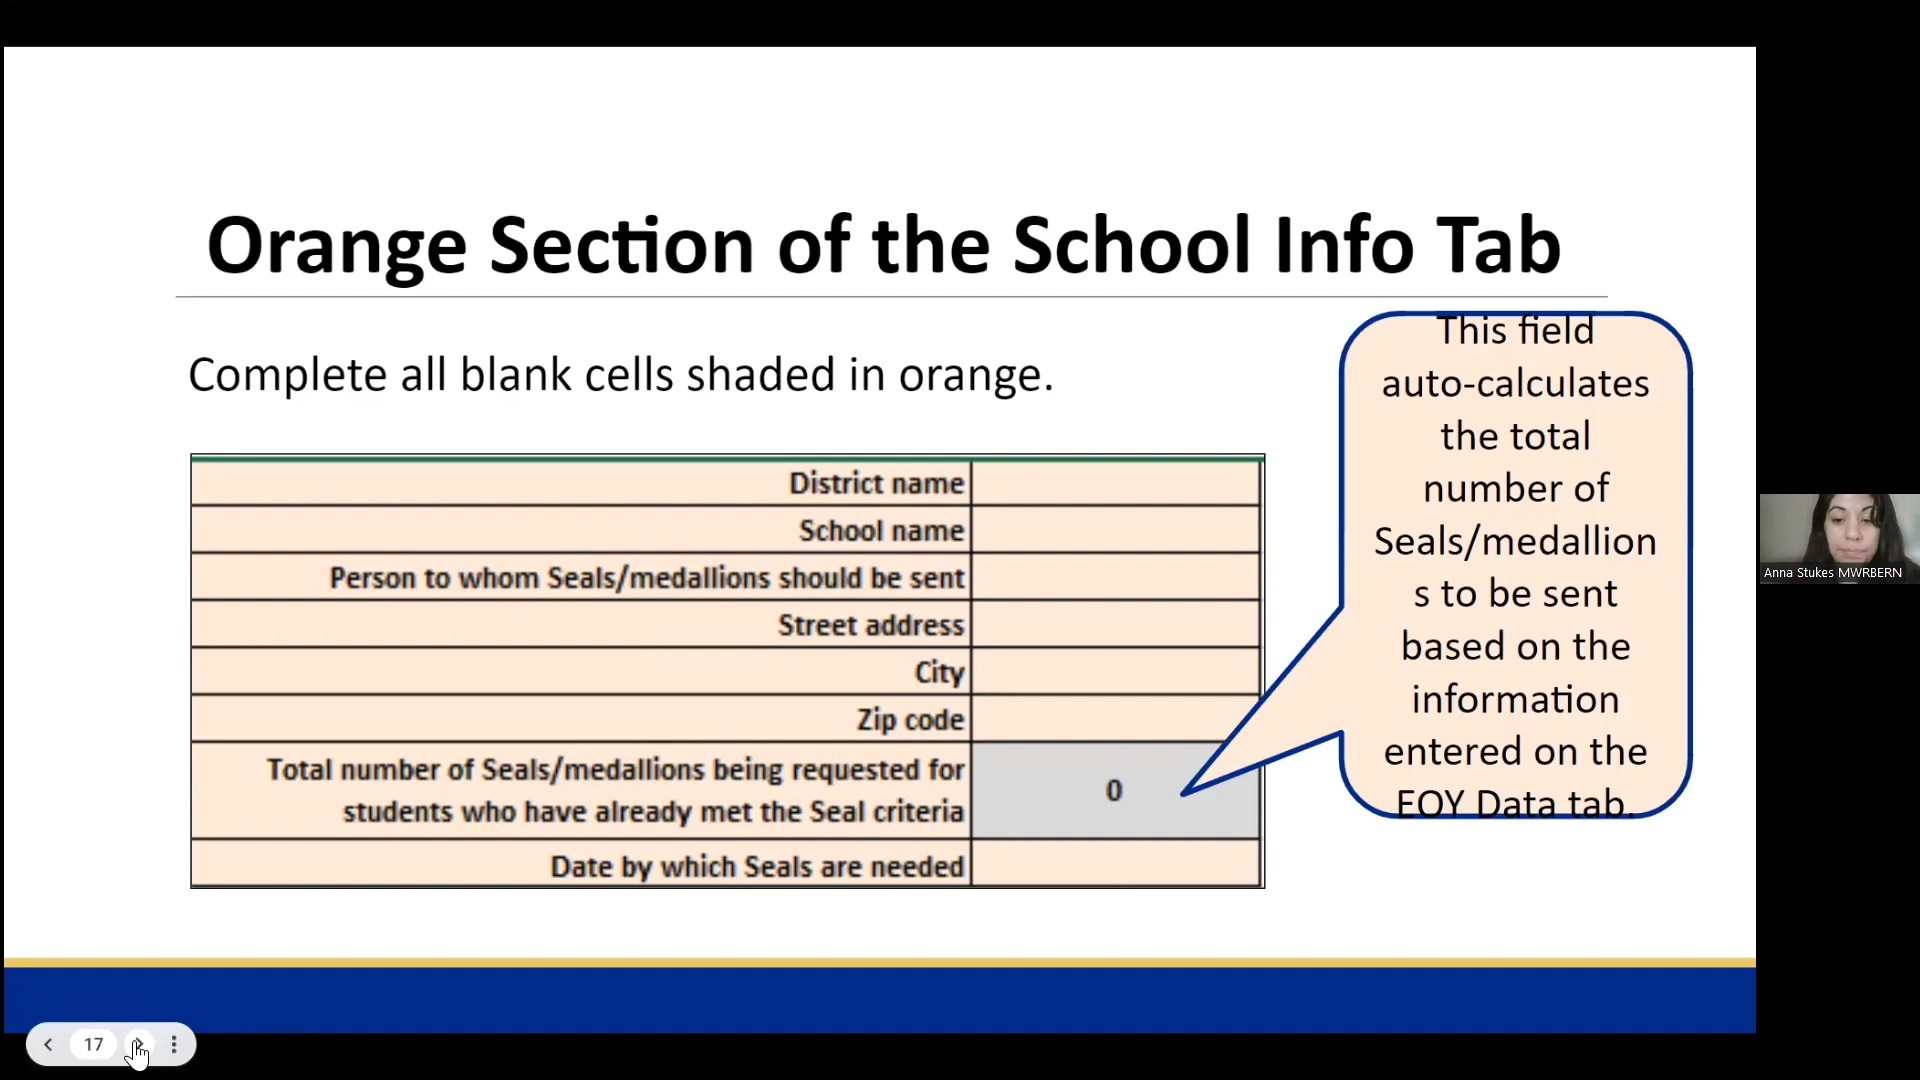 Orange Section of the School Info Tab
Complete all blank cells shaded in orange.
District name
School name
Person to whom Seals/medallions should be sent
Street address
City
Zip code
Total number of Seals/medallions being requested for
students who have already met the Seal criteria
0
Date by which Seals are needed
This field
auto-calculates
the total
number of
Seals/medallion
s to be sent
based on the
information
entered on the
EOY Data tab.
Anna Stukes MWRBERN
17